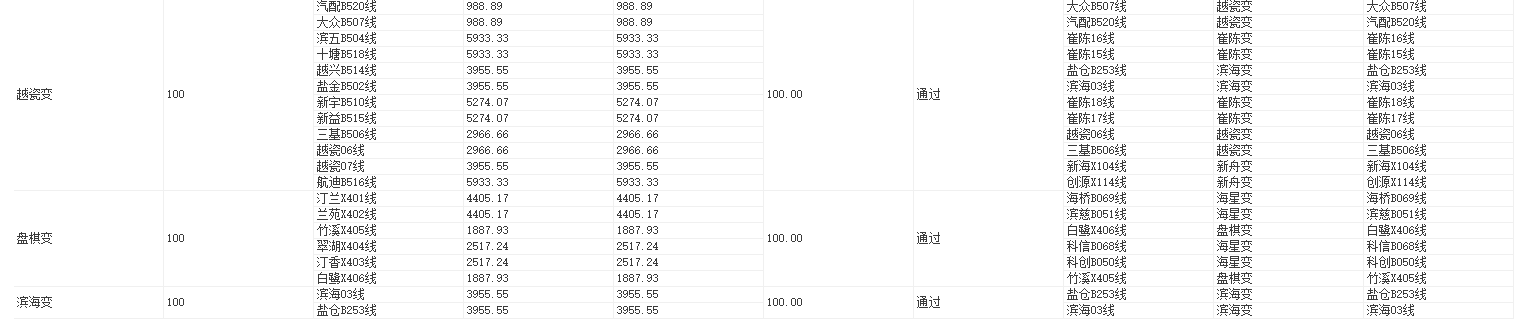 汽配B520线 988.89 988.89 大众B507线 越瓷变 大众B507线
大众B507线 988.89 988.89 汽配B520线 越瓷变 汽配B520线
滨五B504线 5933.33 5933.33 崔陈16线 崔陈变 崔陈16线
十塘B518线 5933.33 5933.33 崔陈15线 崔陈变 崔陈15线
越兴B514线 3955.55 3955.55 盐仓B253线 滨海变 盐仓B253线
盐金B502线 3955.55 3955.55 滨海03线 滨海变 滨海03线
越瓷变 100 100.00 通过
新宇B510线 5274.07 5274.07 崔陈18线 崔陈变 崔陈18线
新益B515线 5274.07 5274.07 崔陈17线 崔陈变 崔陈17线
三基B506线 2966.66 2966.66 越瓷06线 越瓷变 越瓷06线
越瓷06线 2966.66 2966.66 三基B506线 越瓷变 三基B506线
越瓷07线 3955.55 3955.55 新海X104线 新舟变 新海X104线
航迪B516线 5933.33 5933.33 创源X114线 新舟变 创源X114线
汀兰X401线 4405.17 4405.17 海桥B069线 海星变 海桥B069线
兰苑X402线 4405.17 4405.17 滨慈B051线 海星变 滨慈B051线
竹溪X405线 1887.93 1887.93 白鹭X406线 盘棋变 白鹭X406线
盘棋变 100 100.00 通过
翠湖X404线 2517.24 2517.24 科信B068线 海星变 科信B068线
汀香X403线 2517.24 2517.24 科创B050线 海星变 科创B050线
白鹭X406线 1887.93 1887.93 竹溪X405线 盘棋变 竹溪X405线
滨海03线 3955.55 3955.55 盐仓B253线 滨海变 盐仓B253线
滨海变 100 100.00 通过
盐仓B253线 3955.55 3955.55 滨海03线 滨海变 滨海03线